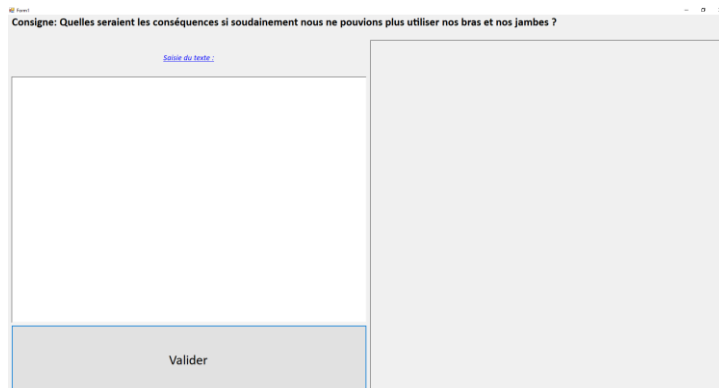 Form1
Consigne: Quelles seraient les conséquences si soudainement nous ne pouvions plus utiliser nos bras et nos jambes ?
Saisie du texte :
Valider